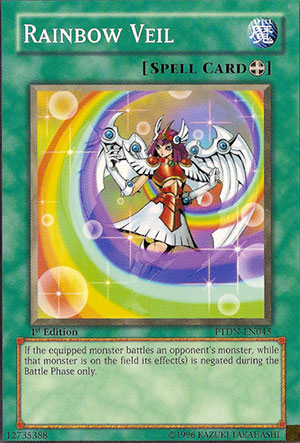 RAINBOW VEIL
魔
[SPELL CARD]
1st Edition
PTDN-EN045
If the equipped monster battles an opponent's monster, while
that monster is on the field its effect(s) is negated during the
Battle Phase only.
12735388
©1996 KAZUKI TAKAHASHI